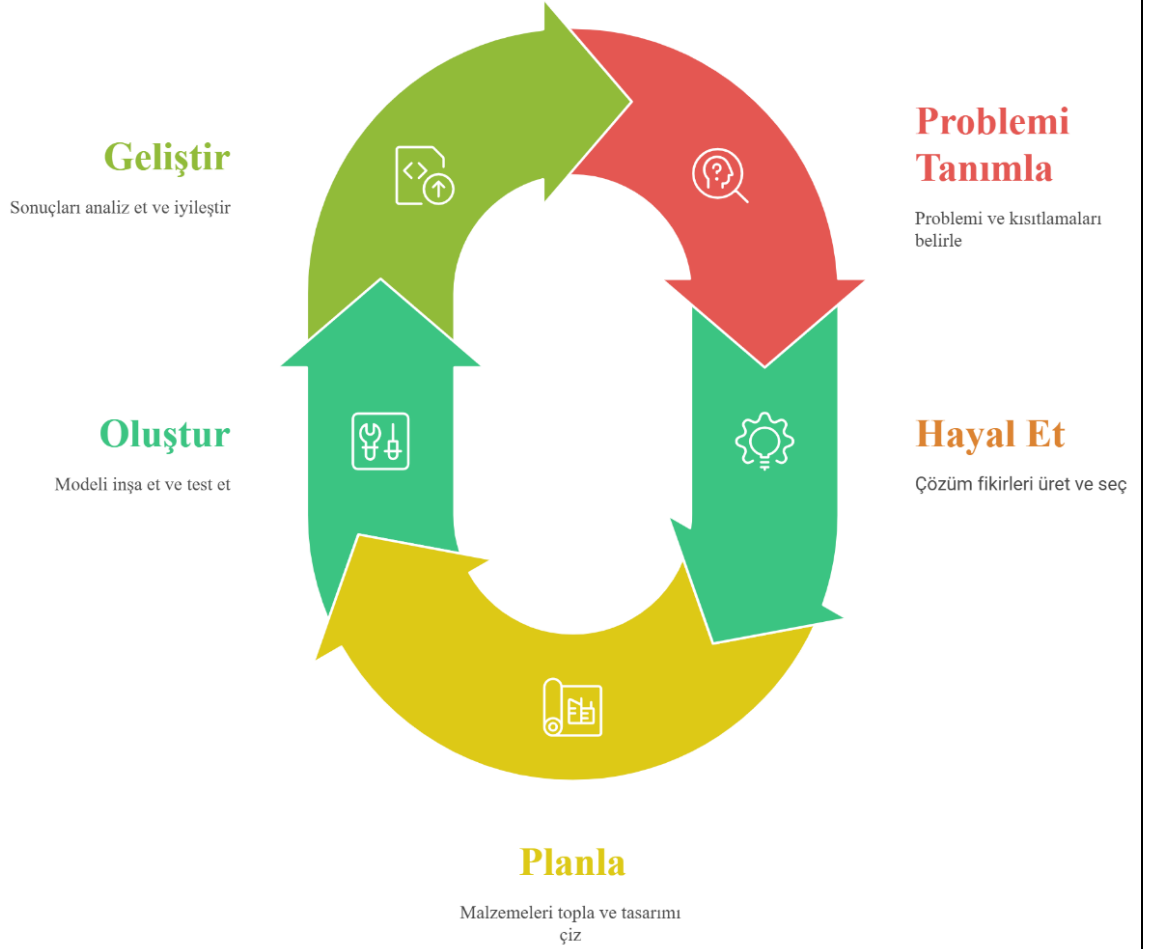 Problemi
Tanımla
Problemi ve kısıtlamaları
belirle
Hayal Et
Çözüm fikirleri üret ve seç
Planla
Malzemeleri topla ve tasarımı
çiz
Oluştur
Modeli inşa et ve test et
Geliştir
Sonuçları analiz et ve iyileştir